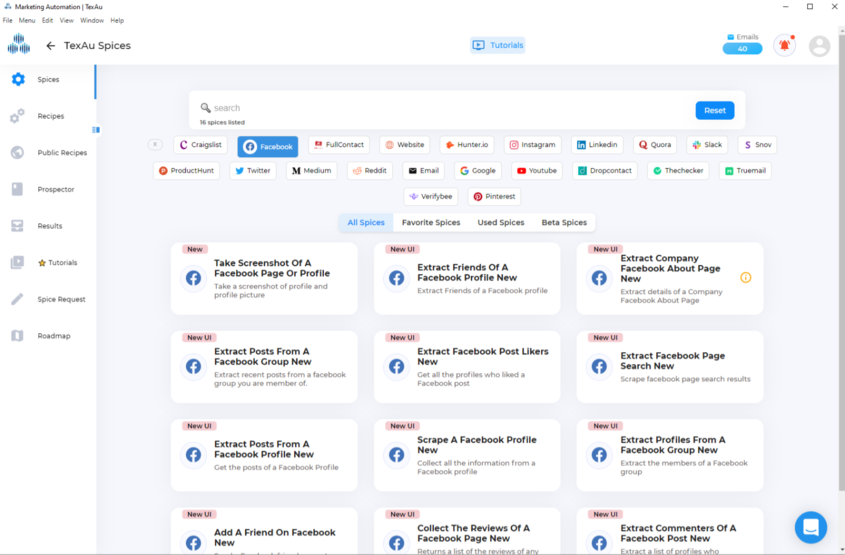 Marketing Automation | TexAu
File Menu Edit View Window Help
TexAu Spices
Tutorials
Emails
40
Spices
Recipes
Public Recipes
Prospector
Results
Tutorials
Spice Request
Roadmap
search
16 spices listed
Reset
Craigslist Facebook FullContact Website Hunter.io Instagram Linkedin Quora Slack Snov
ProductHunt Twitter Medium Reddit Email Google Youtube Dropcontact Thechecker Truemail
Verifybee Pinterest
All Spices Favorite Spices Used Spices Beta Spices
New
Take Screenshot Of A
Facebook Page Or Profile
Take a screenshot of profile and
profile picture
New UI
Extract Friends Of A
Facebook Profile New
Extract Friends of a Facebook profile
New UI
Extract Company
Facebook About Page
New
Extract details of a Company
Facebook About Page
New UI
Extract Posts From A
Facebook Group New
Extract recent posts from a facebook
group you are member of.
New UI
Extract Facebook Post Likers
New
Get all the profiles who liked a
Facebook post
New UI
Extract Facebook Page
Search New
Scrape facebook page search results
New UI
Extract Posts From A
Facebook Profile New
Get the posts of a Facebook Profile
New UI
Scrape A Facebook Profile
New
Collect all the information from a
Facebook profile
New UI
Extract Profiles From A
Facebook Group New
Extract the members of a Facebook
group
New UI
Add A Friend On Facebook
New
New UI
Collect The Reviews Of A
Facebook Page New
Returns a list of the reviews of any
New UI
Extract Commenters Of A
Facebook Post New
Extract a list of profiles who